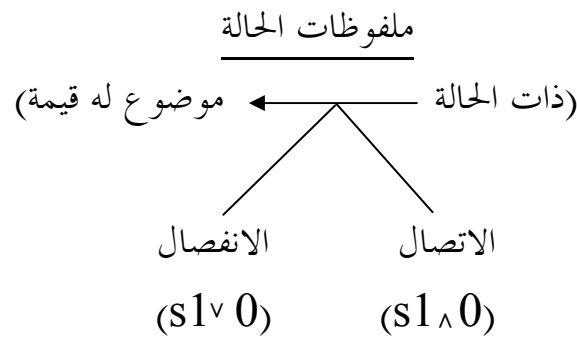 ملفوظات الحالة
(ذات الحالة موضوع له قيمة)
الاتصال الانفصال
(s1∧0) (s1∨ 0)